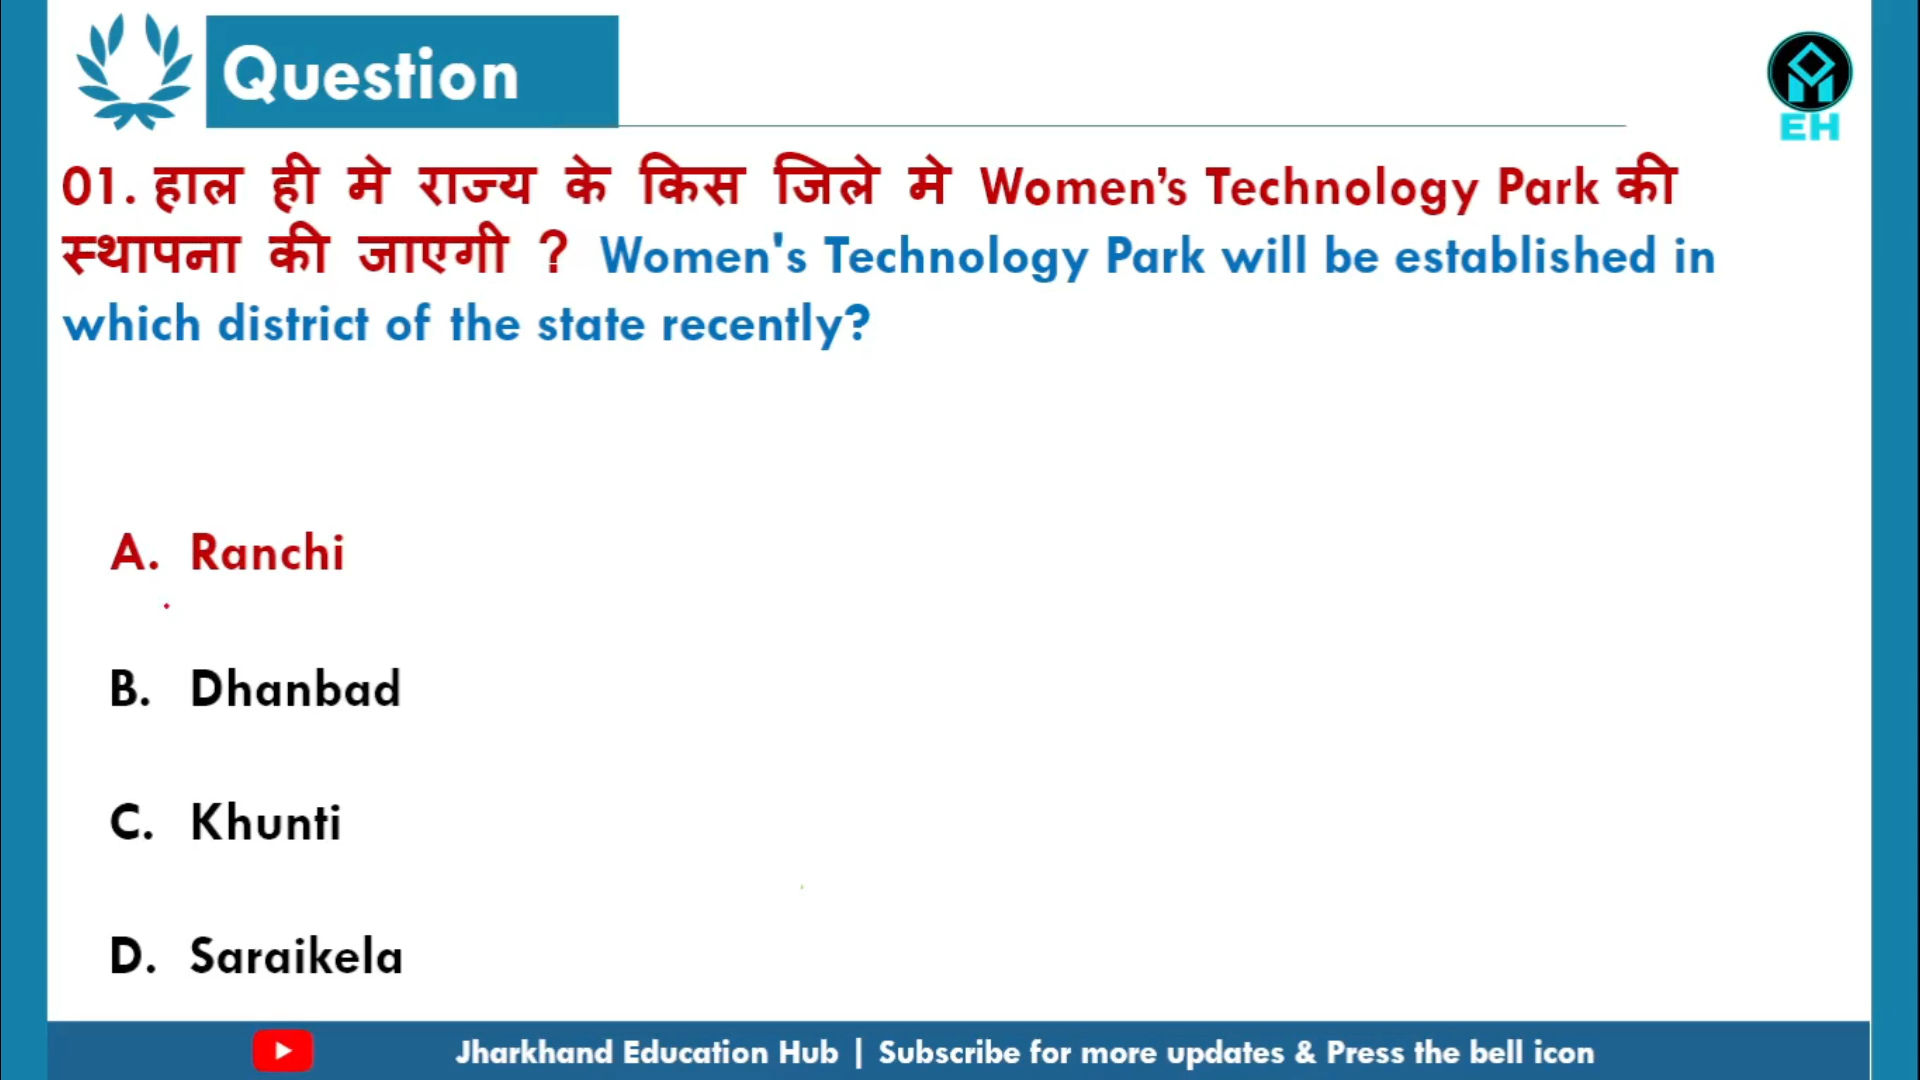 Question
EH
01. हाल ही मे राज्य के किस जिले मे Women’s Technology Park की
स्थापना की जाएगी ? Women's Technology Park will be established in
which district of the state recently?
A. Ranchi
B. Dhanbad
C. Khunti
D. Saraikela
Jharkhand Education Hub | Subscribe for more updates & Press the bell icon